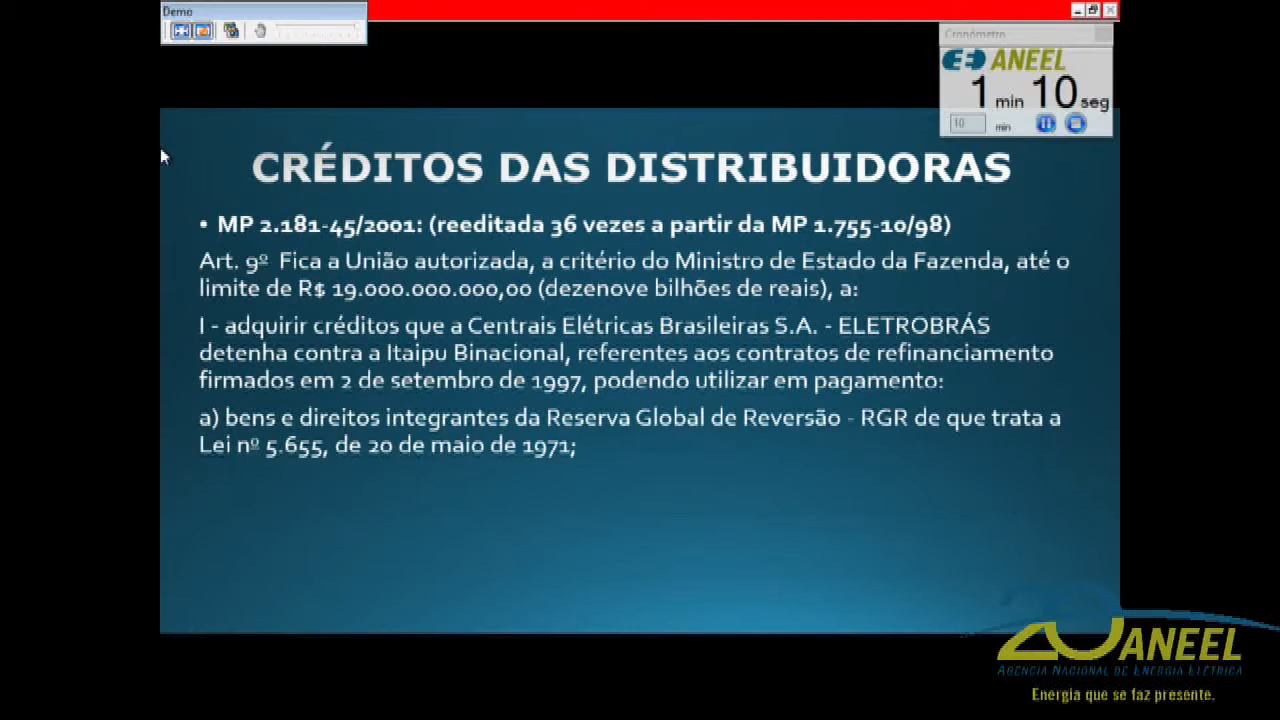 Demo
Cronômetro
ANEEL
1 min 10 seg
10 min
CRÉDITOS DAS DISTRIBUIDORAS
• MP 2.181-45/2001: (reeditada 36 vezes a partir da MP 1.755-10/98)
Art. 9º Fica a União autorizada, a critério do Ministro de Estado da Fazenda, até o
limite de R$ 19.000.000.000,00 (dezenove bilhões de reais), a:
I - adquirir créditos que a Centrais Elétricas Brasileiras S.A. - ELETROBRÁS
detenha contra a Itaipu Binacional, referentes aos contratos de refinanciamento
firmados em 2 de setembro de 1997, podendo utilizar em pagamento:
a) bens e direitos integrantes da Reserva Global de Reversão - RGR de que trata a
Lei nº 5.655, de 20 de maio de 1971;
ANEEL
AGÊNCIA NACIONAL DE ENERGIA ELÉTRICA
Energia que se faz presente.